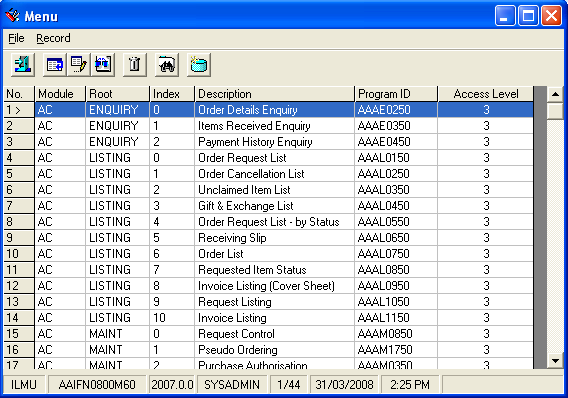 Menu
File Record
No. Module Root Index Description Program ID Access Level
1 > AC ENQUIRY 0 Order Details Enquiry AAAE0250 3
2 AC ENQUIRY 1 Items Received Enquiry AAAE0350 3
3 AC ENQUIRY 2 Payment History Enquiry AAAE0450 3
4 AC LISTING 0 Order Request List AAAL0150 3
5 AC LISTING 1 Order Cancellation List AAAL0250 3
6 AC LISTING 2 Unclaimed Item List AAAL0350 3
7 AC LISTING 3 Gift & Exchange List AAAL0450 3
8 AC LISTING 4 Order Request List - by Status AAAL0550 3
9 AC LISTING 5 Receiving Slip AAAL0650 3
10 AC LISTING 6 Order List AAAL0750 3
11 AC LISTING 7 Requested Item Status AAAL0850 3
12 AC LISTING 8 Invoice Listing (Cover Sheet) AAAL0950 3
13 AC LISTING 9 Request Listing AAAL1050 3
14 AC LISTING 10 Invoice Listing AAAL1150 3
15 AC MAINT 0 Request Control AAAM0850 3
16 AC MAINT 1 Pseudo Ordering AAAM1750 3
17 AC MAINT 2 Purchase Authorisation AAAM0350 3
ILMU AAIFN0800M60 2007.0.0 SYSADMIN 1/44 31/03/2008 2:25 PM